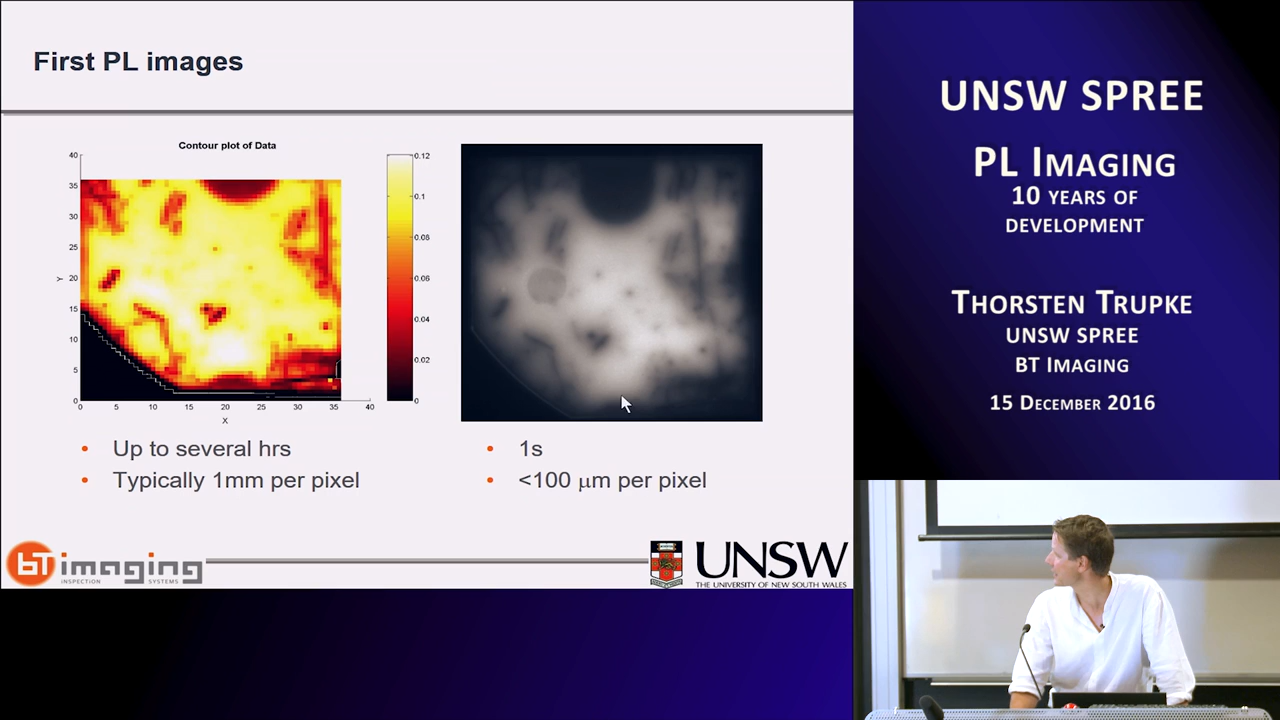 First PL images
Contour plot of Data
40
35
30
25
20
15
10
5
0
Y
0 5 10 15 20 25 30 35 40
X
0.12
0.1
0.08
0.06
0.04
0.02
0
• Up to several hrs
• Typically 1mm per pixel
• 1s
• <100 μm per pixel
bT imaging
INSPECTION SYSTEMS
UNSW
THE UNIVERSITY OF NEW SOUTH WALES
UNSW SPREE
PL IMAGING
10 YEARS OF
DEVELOPMENT
THORSTEN TRUPKE
UNSW SPREE
BT IMAGING
15 DECEMBER 2016